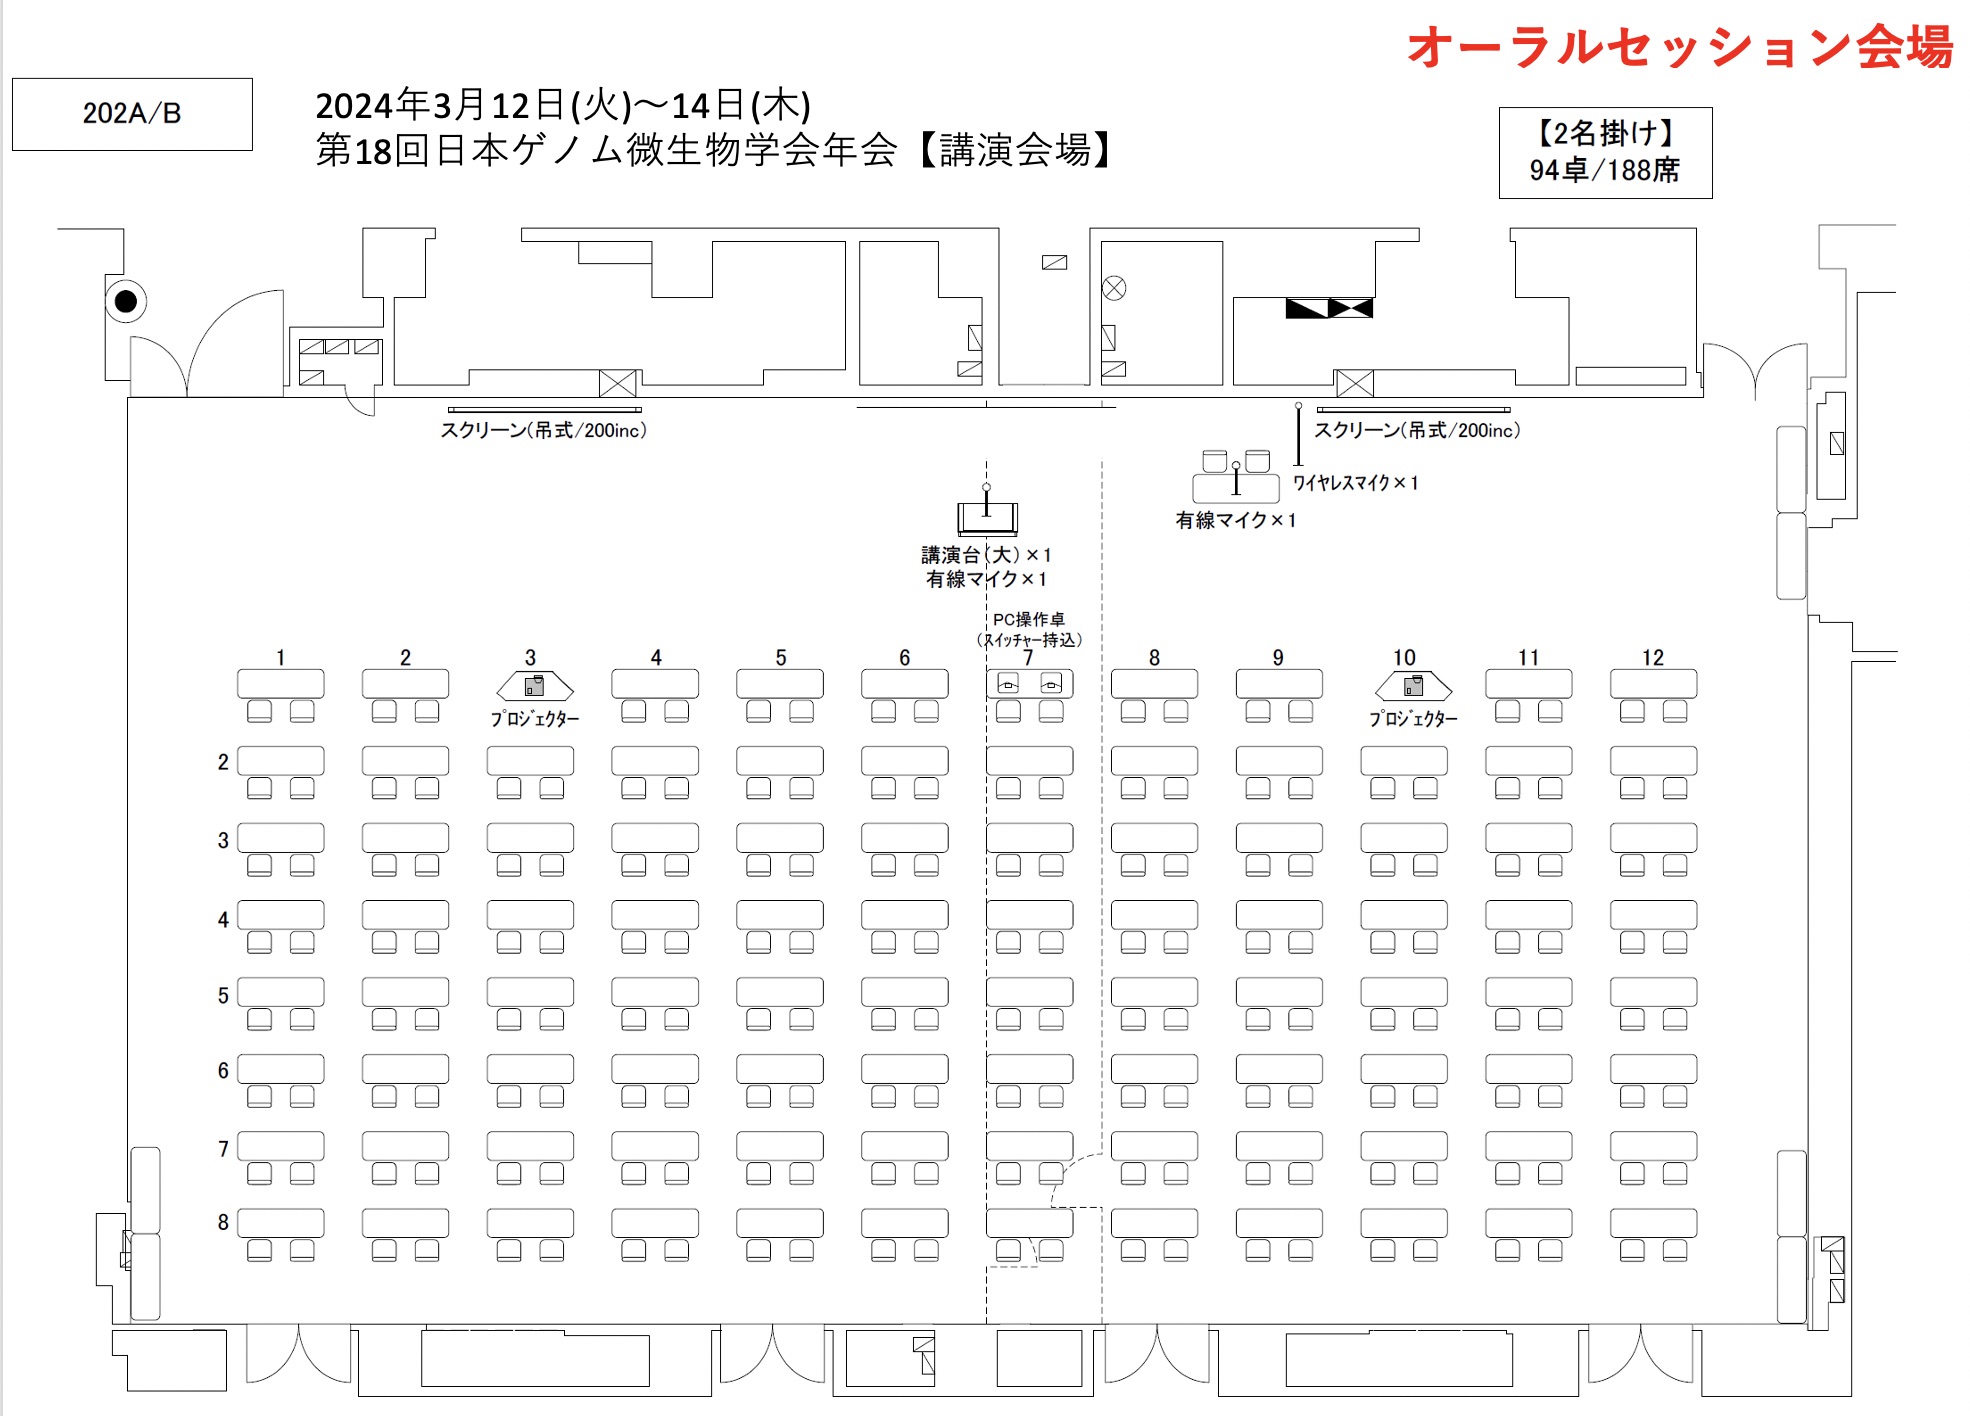 オーラルセッション会場
202A/B
2024年3月12日(火)～14日(木)
第18回日本ゲノム微生物学会年会【講演会場】
【2名掛け】
94卓/188席
スクリーン(吊式/200inc)
スクリーン(吊式/200inc)
ワイヤレスマイク×1
有線マイク×1
講演台(大)×1
有線マイク×1
PC操作卓
(スイッチャー持込)
1 2 3 4 5 6 7 8 9 10 11 12
プロジェクター
プロジェクター
2
3
4
5
6
7
8